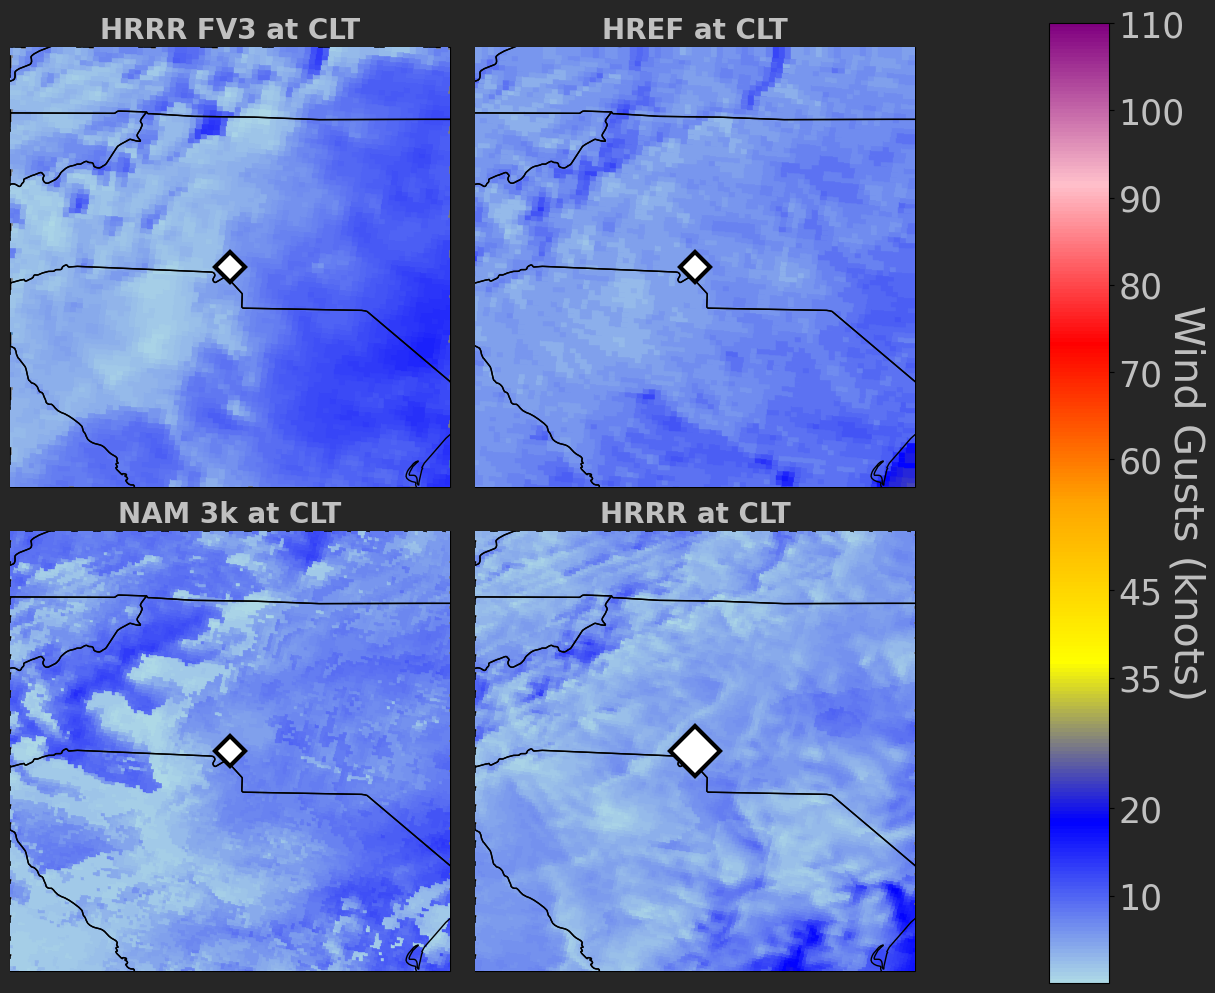 HRRR FV3 at CLT
HREF at CLT
NAM 3k at CLT
HRRR at CLT
110
100
90
80
70
60
45
35
20
10
Wind Gusts (knots)